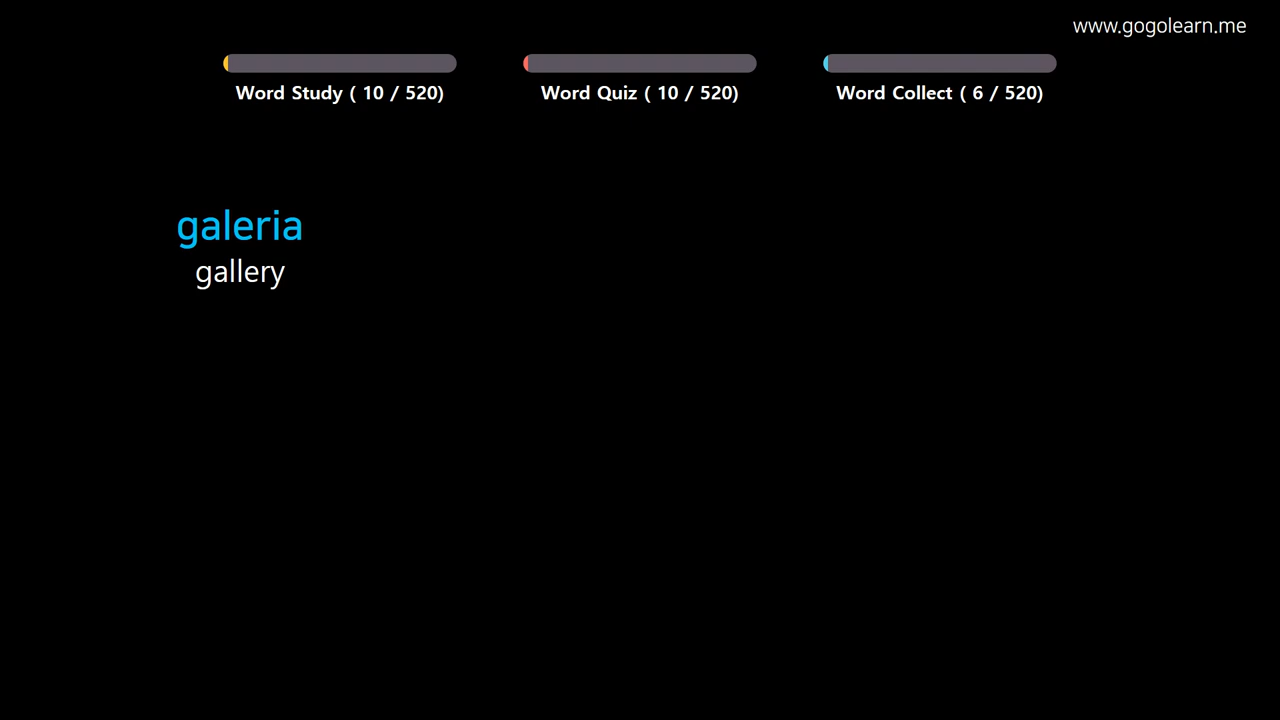 www.gogolearn.me
Word Study ( 10 / 520)
Word Quiz ( 10 / 520)
Word Collect ( 6 / 520)
galeria
gallery